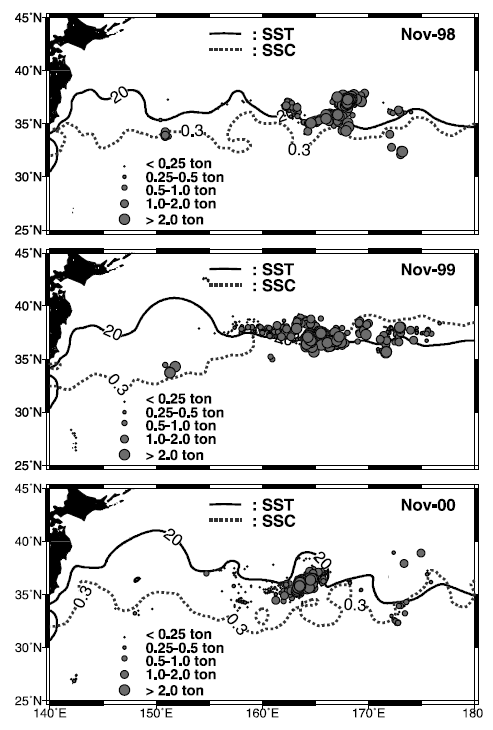 45°N
— : SST
Nov-98
┅ : SSC
40°N
20
20
35°N
0.3
0.3
< 0.25 ton
30°N
0.25-0.5 ton
0.5-1.0 ton
1.0-2.0 ton
> 2.0 ton
25°N
45°N
: SST
Nov-99
: SSC
40°N
20
35°N
0.3
< 0.25 ton
30°N
0.25-0.5 ton
0.5-1.0 ton
1.0-2.0 ton
> 2.0 ton
25°N
45°N
: SST
Nov-00
: SSC
40°N
20
20
35°N
0.3
0.3
0.3
30°N
< 0.25 ton
0.25-0.5 ton
0.5-1.0 ton
1.0-2.0 ton
> 2.0 ton
25°N
140°E
150°E
160°E
170°E
180